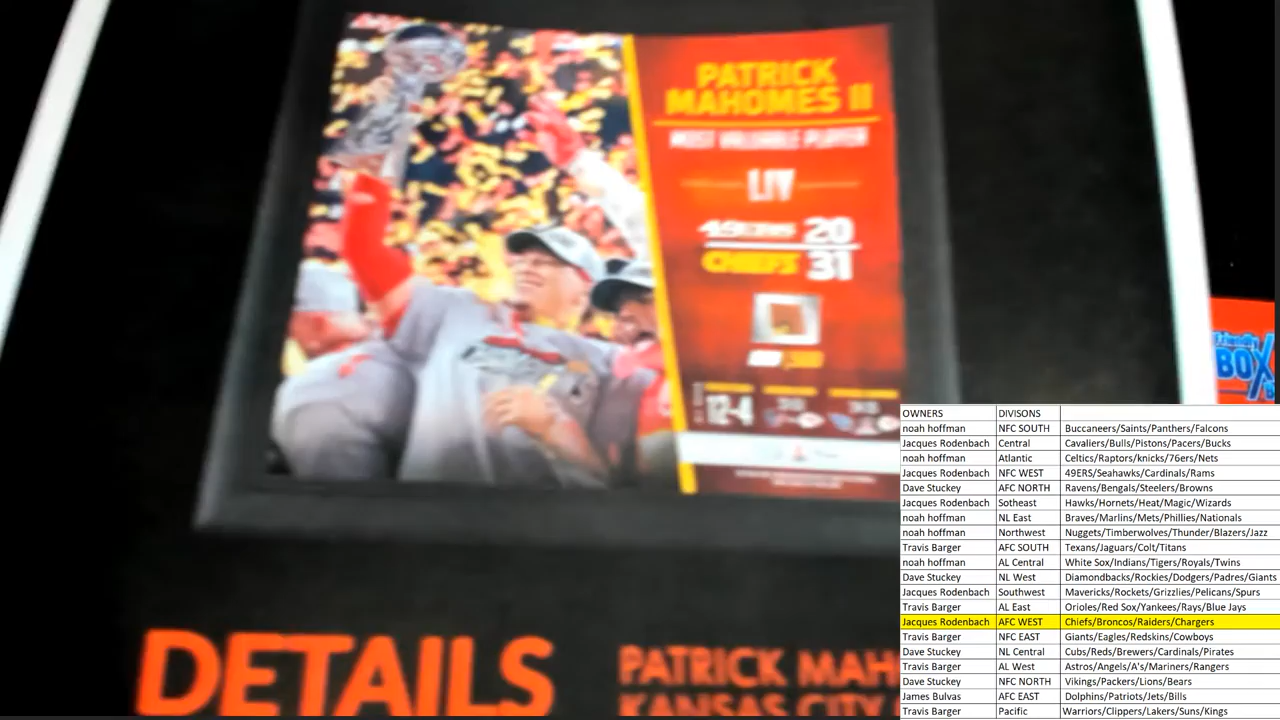 PATRICK
MAHOMES II
MOST VALUABLE PLAYER
LIV
49ERS 20
CHIEFS 31
12-4
DETAILS
PATRICK MAH
KANSAS CITY
Friendly
BOX
OWNERS DIVISONS
noah hoffman NFC SOUTH Buccaneers/Saints/Panthers/Falcons
Jacques Rodenbach Central Cavaliers/Bulls/Pistons/Pacers/Bucks
noah hoffman Atlantic Celtics/Raptors/knicks/76ers/Nets
Jacques Rodenbach NFC WEST 49ERS/Seahawks/Cardinals/Rams
Dave Stuckey AFC NORTH Ravens/Bengals/Steelers/Browns
Jacques Rodenbach Sotheast Hawks/Hornets/Heat/Magic/Wizards
noah hoffman NL East Braves/Marlins/Mets/Phillies/Nationals
noah hoffman Northwest Nuggets/Timberwolves/Thunder/Blazers/Jazz
Travis Barger AFC SOUTH Texans/Jaguars/Colt/Titans
noah hoffman AL Central White Sox/Indians/Tigers/Royals/Twins
Dave Stuckey NL West Diamondbacks/Rockies/Dodgers/Padres/Giants
Jacques Rodenbach Southwest Mavericks/Rockets/Grizzlies/Pelicans/Spurs
Travis Barger AL East Orioles/Red Sox/Yankees/Rays/Blue Jays
Jacques Rodenbach AFC WEST Chiefs/Broncos/Raiders/Chargers
Travis Barger NFC EAST Giants/Eagles/Redskins/Cowboys
Dave Stuckey NL Central Cubs/Reds/Brewers/Cardinals/Pirates
Travis Barger AL West Astros/Angels/A's/Mariners/Rangers
Dave Stuckey NFC NORTH Vikings/Packers/Lions/Bears
James Bulvas AFC EAST Dolphins/Patriots/Jets/Bills
Travis Barger Pacific Warriors/Clippers/Lakers/Suns/Kings